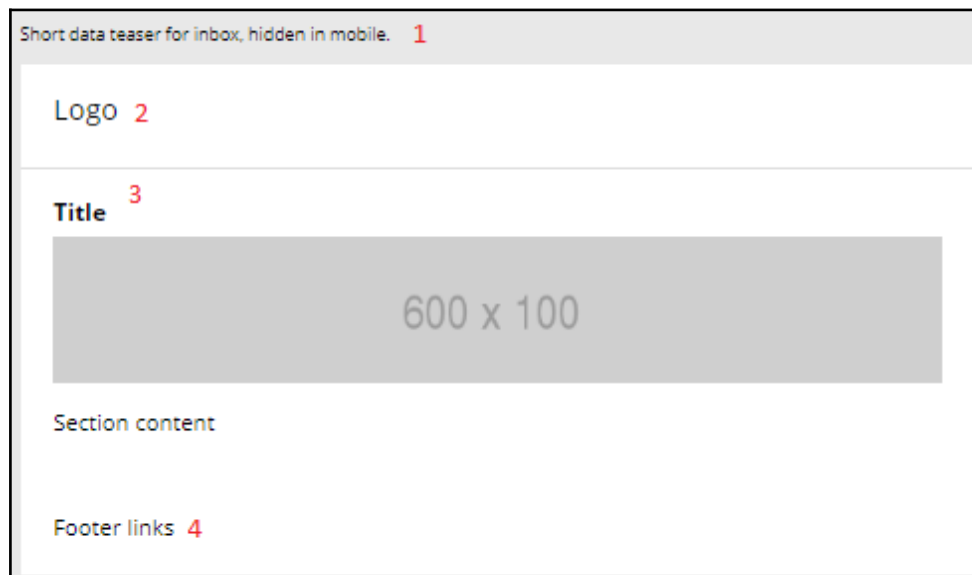 Short data teaser for inbox, hidden in mobile. 1
Logo 2
Title 3
600 x 100
Section content
Footer links 4